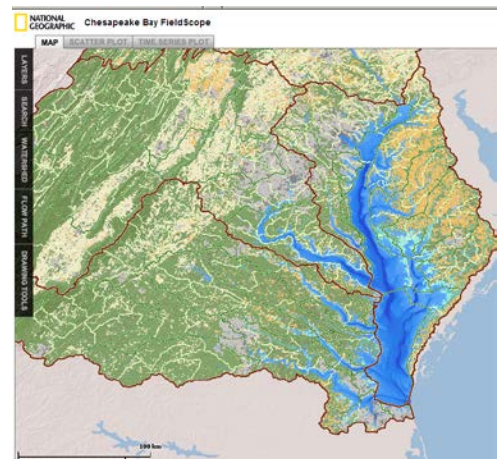 NATIONAL GEOGRAPHIC Chesapeake Bay FieldScope
MAP SCATTER PLOT TIME SERIES PLOT
LAYERS
SEARCH
WATERSHED
FLOW PATH
DRAWING TOOLS
100 km